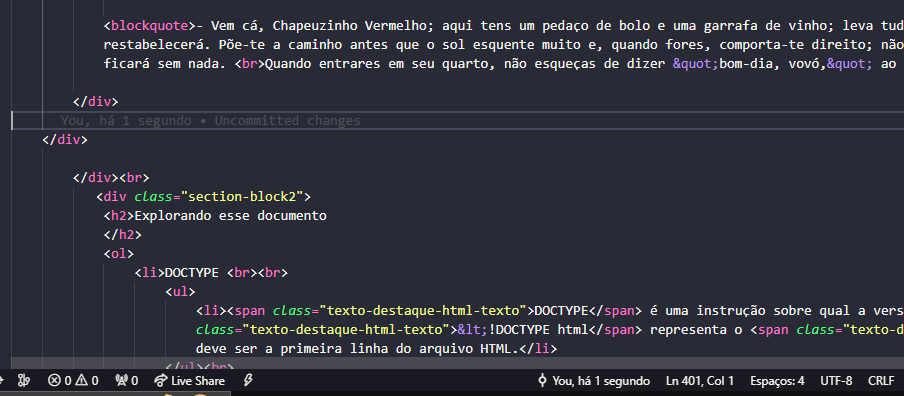 <blockquote>- Vem cá, Chapeuzinho Vermelho; aqui tens um pedaço de bolo e uma garrafa de vinho; leva tud
restabelecerá. Põe-te a caminho antes que o sol esquente muito e, quando fores, comporta-te direito; não
ficará sem nada. <br>Quando entrares em seu quarto, não esqueças de dizer &quot;bom-dia, vovó,&quot; ao
</div>
You, há 1 segundo • Uncommitted changes
</div>
</div><br>
<div class="section-block2">
<h2>Explorando esse documento
</h2>
<ol>
<li>DOCTYPE <br><br>
<ul>
<li><span class="texto-destaque-html-texto">DOCTYPE</span> é uma instrução sobre qual a vers
class="texto-destaque-html-texto">&lt;!DOCTYPE html</span> representa o <span class="texto-d
deve ser a primeira linha do arquivo HTML.</li>
</ul><br>
0 0 0 Live Share You, há 1 segundo Ln 401, Col 1 Espaços: 4 UTF-8 CRLF